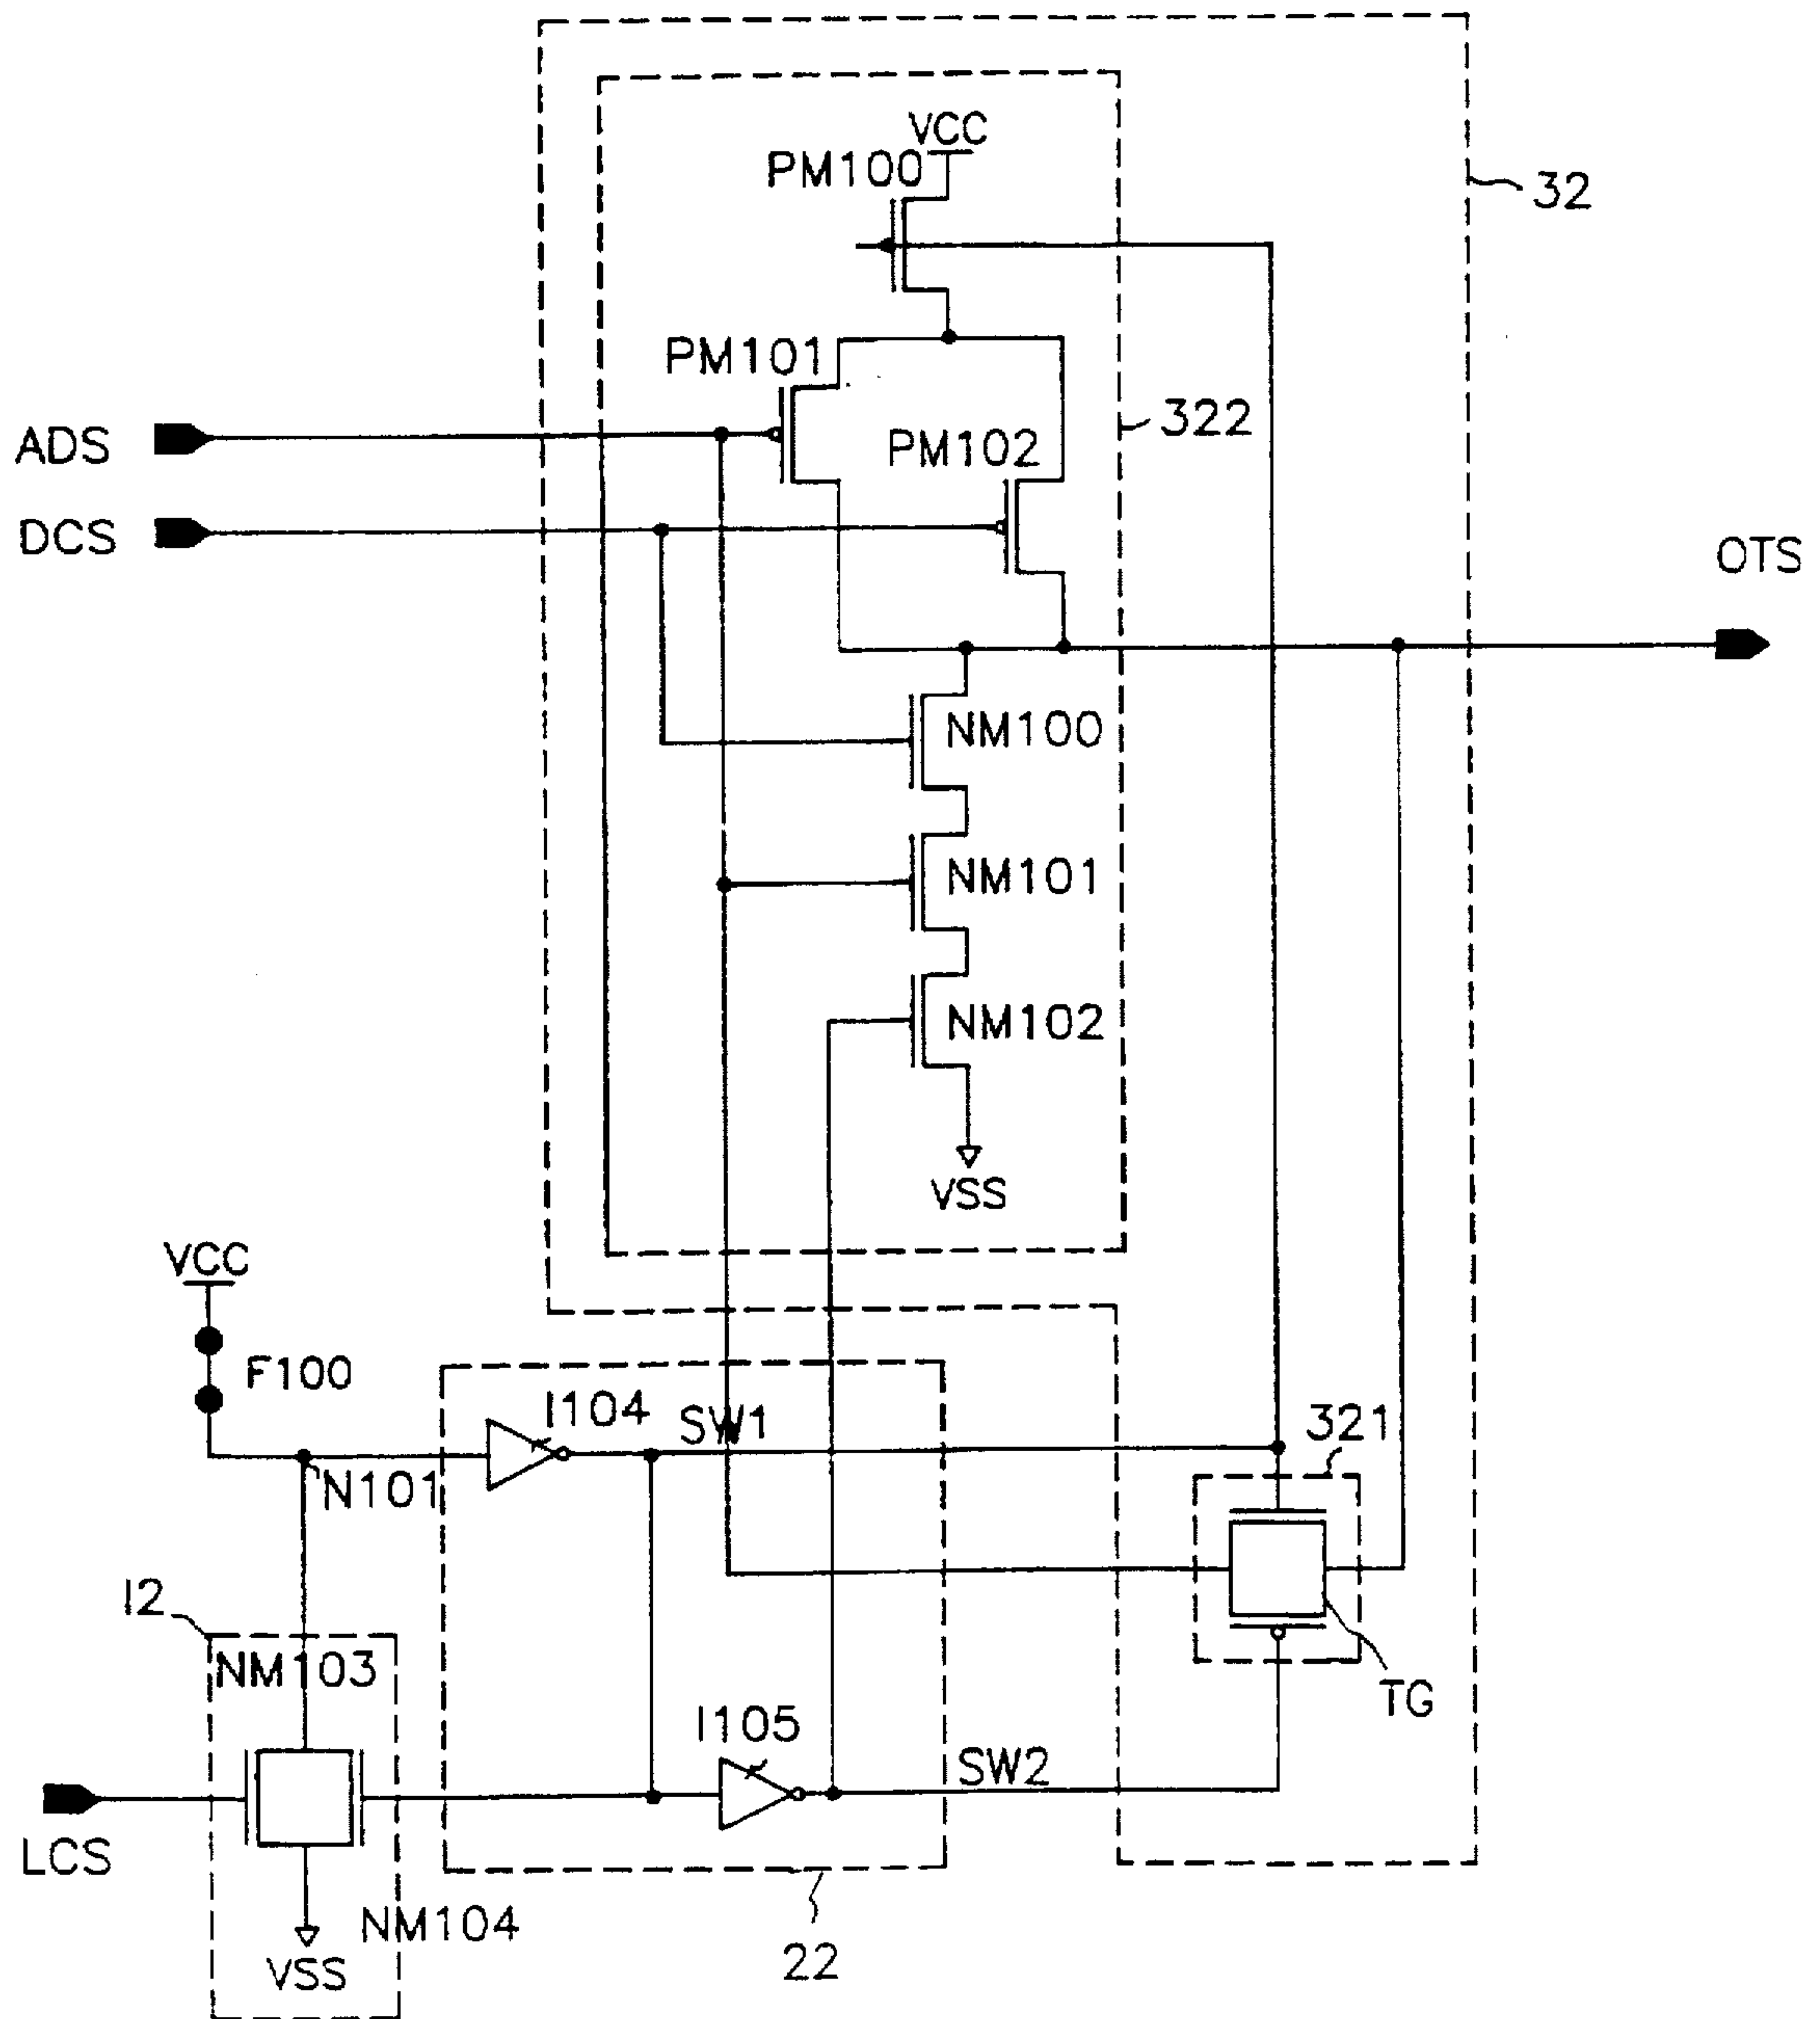 VCC
PM100
32
PM101
322
ADS
PM102
DCS
OTS
NM100
NM101
NM102
VSS
VCC
F100
I104
SW1
321
N101
12
NM103
TG
I105
SW2
LCS
NM104
VSS
22